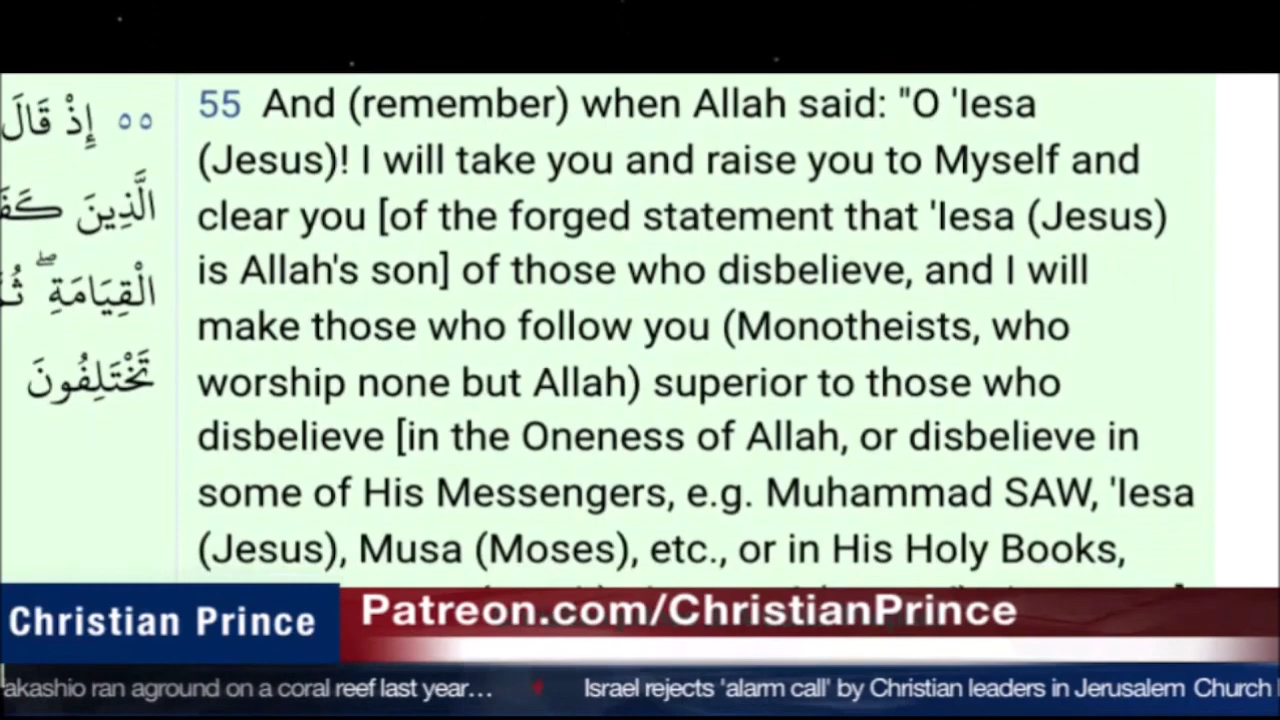 ٥٥ إِذْ قَالَ
55 And (remember) when Allah said: "O 'Iesa
(Jesus)! I will take you and raise you to Myself and
الَّذِينَ
clear you [of the forged statement that 'Iesa (Jesus)
is Allah's son] of those who disbelieve, and I will
الْقِيَامَةِ ۖ
make those who follow you (Monotheists, who
worship none but Allah) superior to those who
تَخْتَلِفُونَ
disbelieve [in the Oneness of Allah, or disbelieve in
some of His Messengers, e.g. Muhammad SAW, 'Iesa
(Jesus), Musa (Moses), etc., or in His Holy Books,
Christian Prince
Patreon.com/ChristianPrince
akashio ran aground on a coral reef last year...
Israel rejects 'alarm call' by Christian leaders in Jerusalem Church